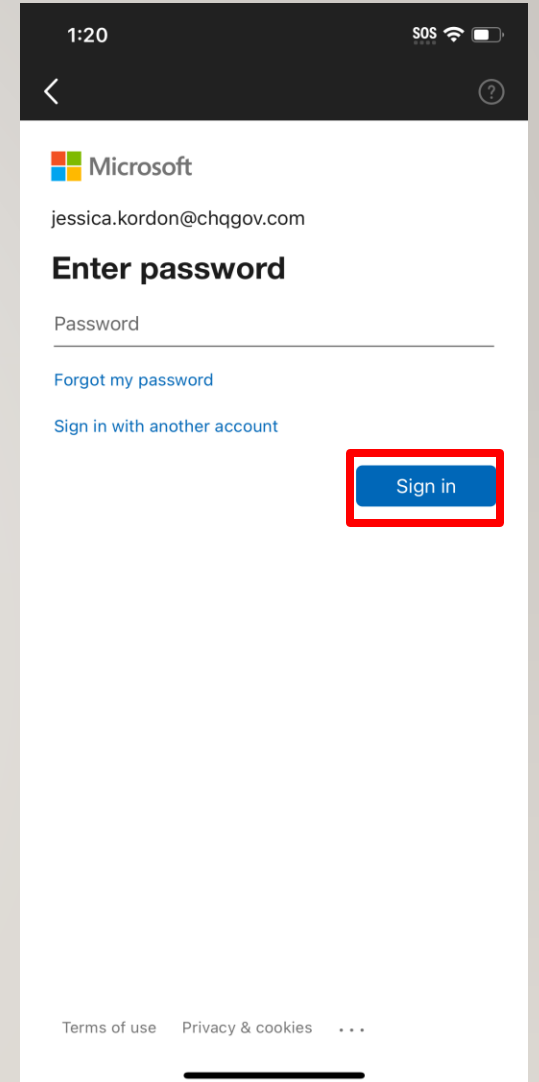 1:20 SOS
?
Microsoft
jessica.kordon@chqgov.com
Enter password
Password
Forgot my password
Sign in with another account
Sign in
Terms of use Privacy & cookies ...